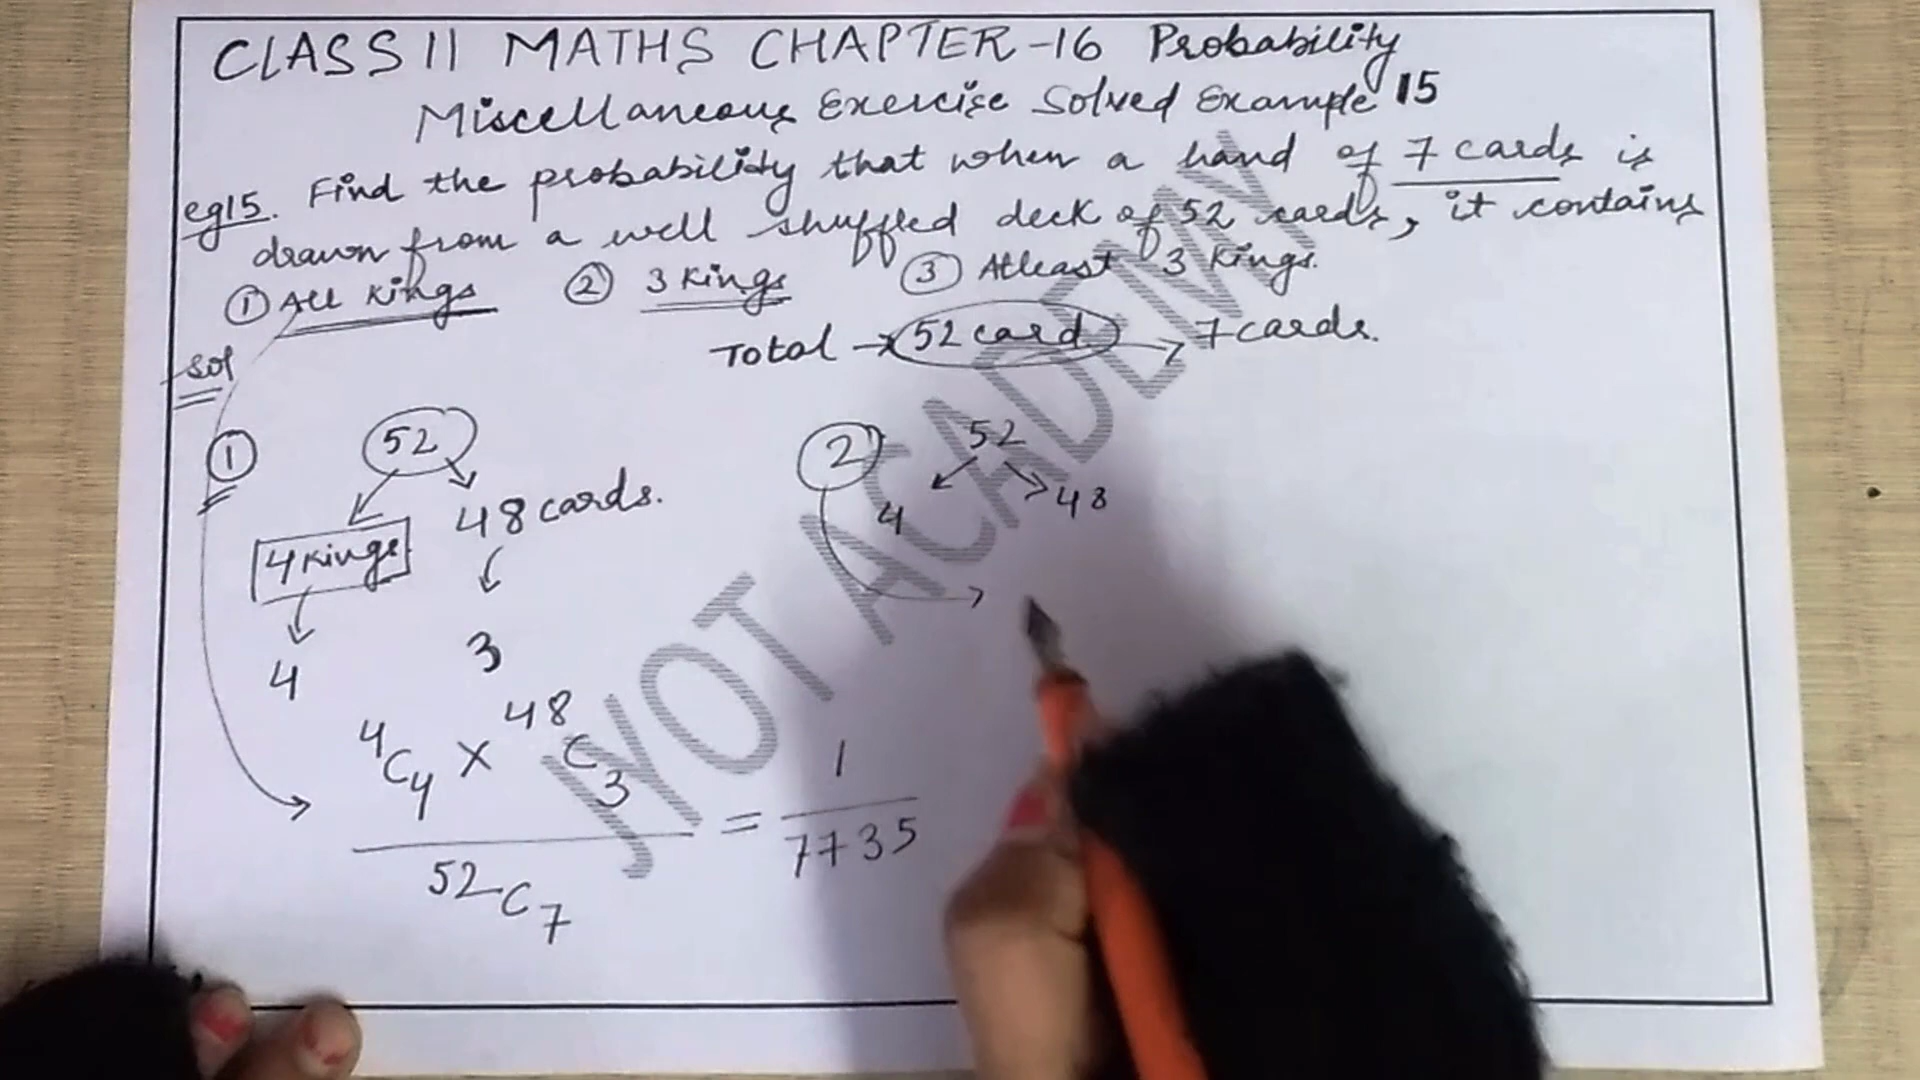 CLASS 11 MATHS CHAPTER-16 Probability
Miscellaneous Exercise Solved Example 15
eg15. Find the probability that when a hand of 7 cards is
drawn from a well shuffled deck of 52 cards, it contains
① All Kings ② 3 Kings ③ Atleast 3 Kings.
Total → 52 card → 7 cards.
Sol
① 52
4 Kings 48 cards.
4 3
⁴C₄ × ⁴⁸C₃
⁵²C₇
= 1
7735
② 52
4 48
JYOT ACADEMY